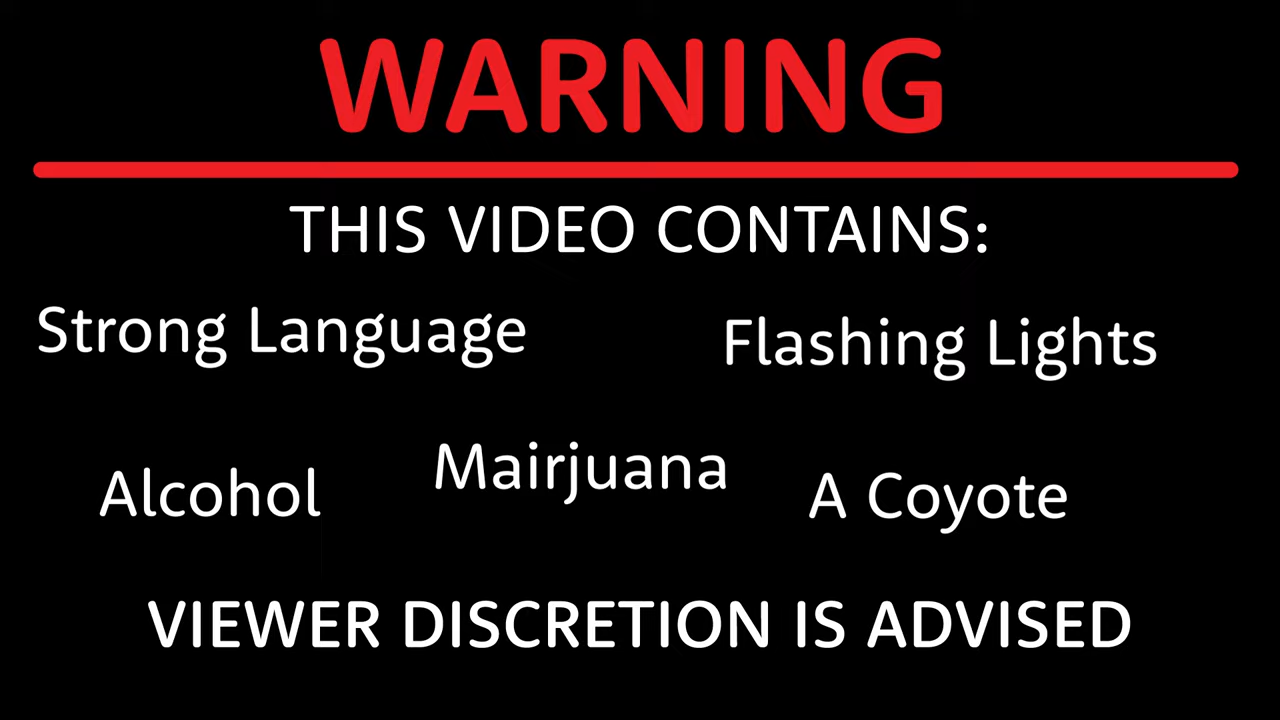 WARNING
THIS VIDEO CONTAINS:
Strong Language
Flashing Lights
Alcohol
Mairjuana
A Coyote
VIEWER DISCRETION IS ADVISED